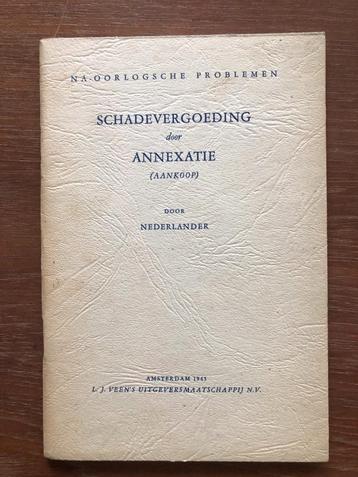 NA-OORLOGSCHE PROBLEMEN
SCHADEVERGOEDING
door
ANNEXATIE
(AANKOOP)
DOOR
NEDERLANDER
AMSTERDAM 1945
L. J. VEEN'S UITGEVERSMAATSCHAPPIJ N.V.